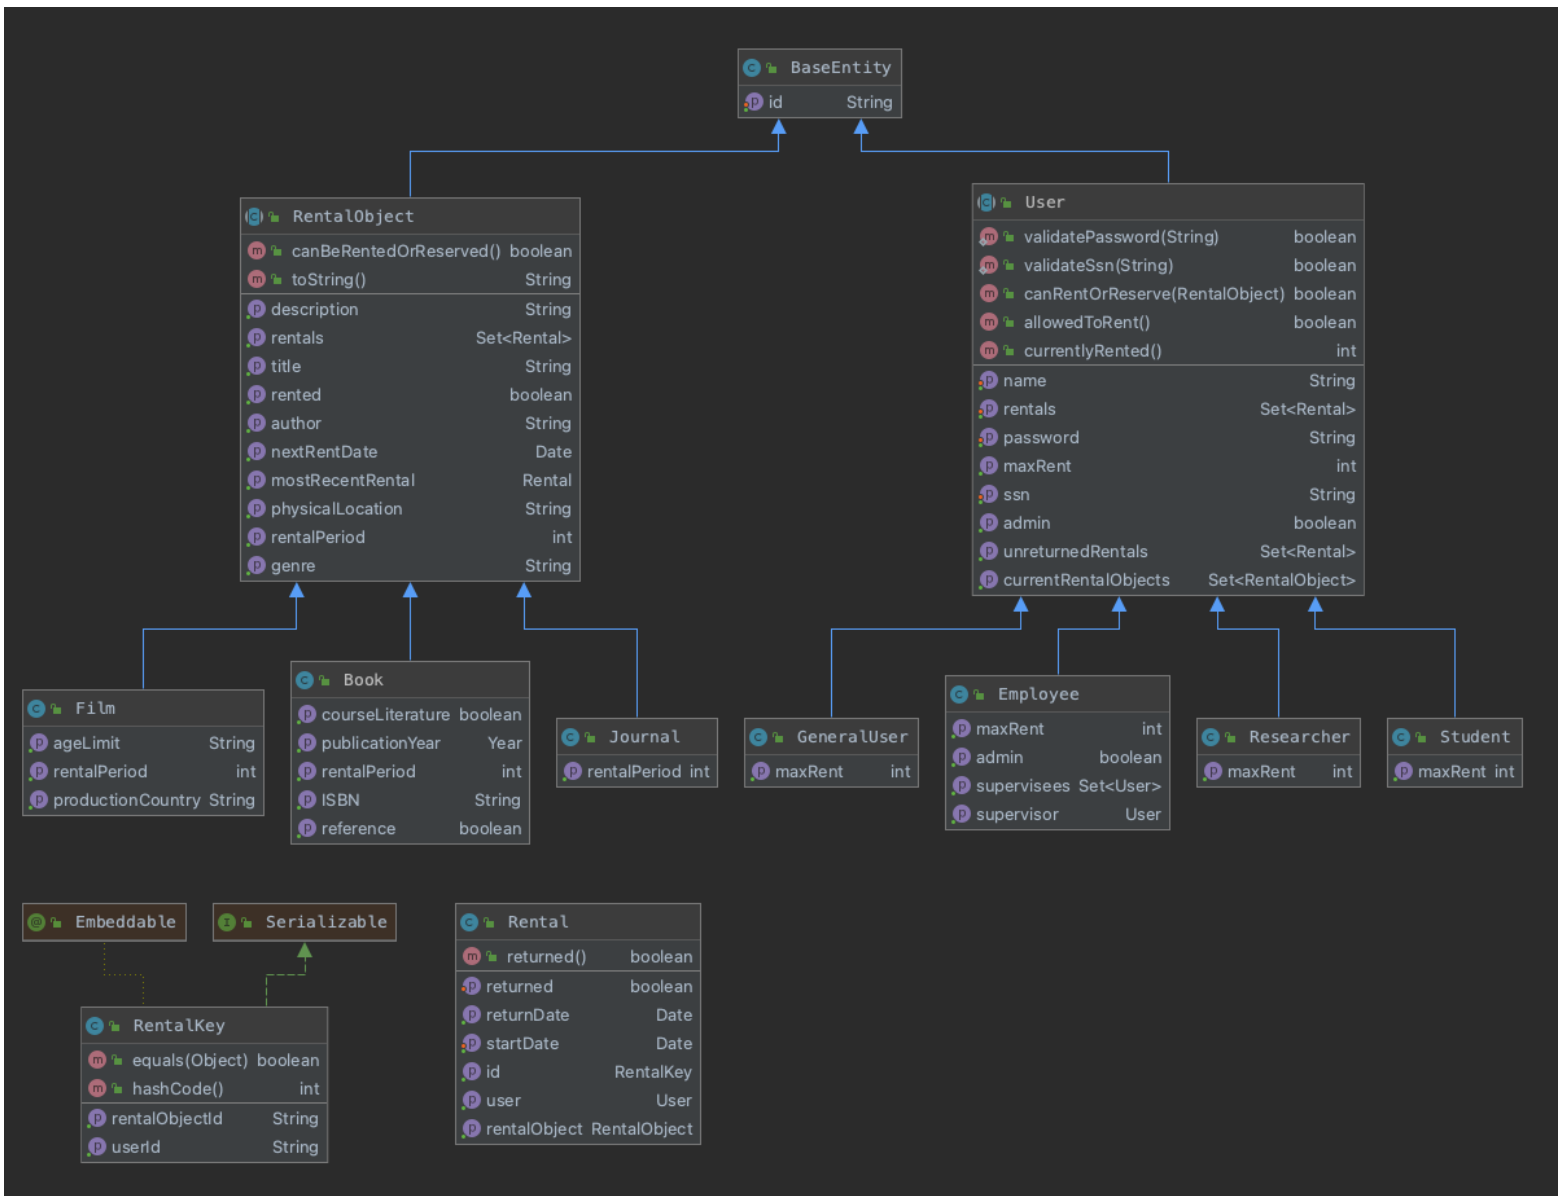 BaseEntity
id String
RentalObject
canBeRentedOrReserved() boolean
toString() String
description String
rentals Set<Rental>
title String
rented boolean
author String
nextRentDate Date
mostRecentRental Rental
physicalLocation String
rentalPeriod int
genre String
User
validatePassword(String) boolean
validateSsn(String) boolean
canRentOrReserve(RentalObject) boolean
allowedToRent() boolean
currentlyRented() int
name String
rentals Set<Rental>
password String
maxRent int
ssn String
admin boolean
unreturnedRentals Set<Rental>
currentRentalObjects Set<RentalObject>
Film
ageLimit String
rentalPeriod int
productionCountry String
Book
courseLiterature boolean
publicationYear Year
rentalPeriod int
ISBN String
reference boolean
Journal
rentalPeriod int
GeneralUser
maxRent int
Employee
maxRent int
admin boolean
supervisees Set<User>
supervisor User
Researcher
maxRent int
Student
maxRent int
Embeddable
Serializable
RentalKey
equals(Object) boolean
hashCode() int
rentalObjectId String
userId String
Rental
returned() boolean
returned boolean
returnDate Date
startDate Date
id RentalKey
user User
rentalObject RentalObject